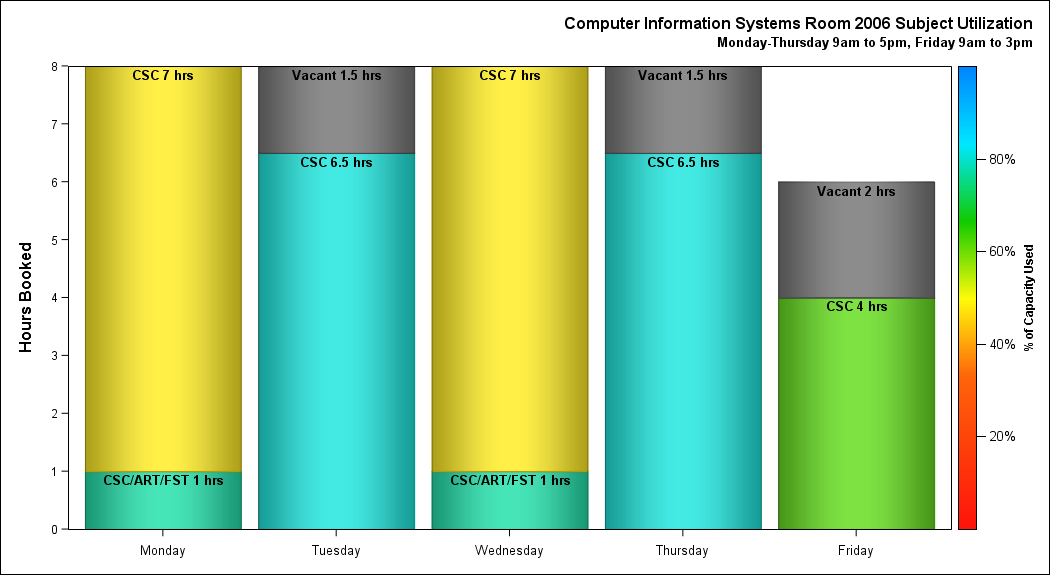 Computer Information Systems Room 2006 Subject Utilization
Monday-Thursday 9am to 5pm, Friday 9am to 3pm
Hours Booked
8
7
6
5
4
3
2
1
0
CSC 7 hrs
CSC/ART/FST 1 hrs
Vacant 1.5 hrs
CSC 6.5 hrs
CSC 7 hrs
CSC/ART/FST 1 hrs
Vacant 1.5 hrs
CSC 6.5 hrs
Vacant 2 hrs
CSC 4 hrs
Monday
Tuesday
Wednesday
Thursday
Friday
80%
60%
40%
20%
% of Capacity Used